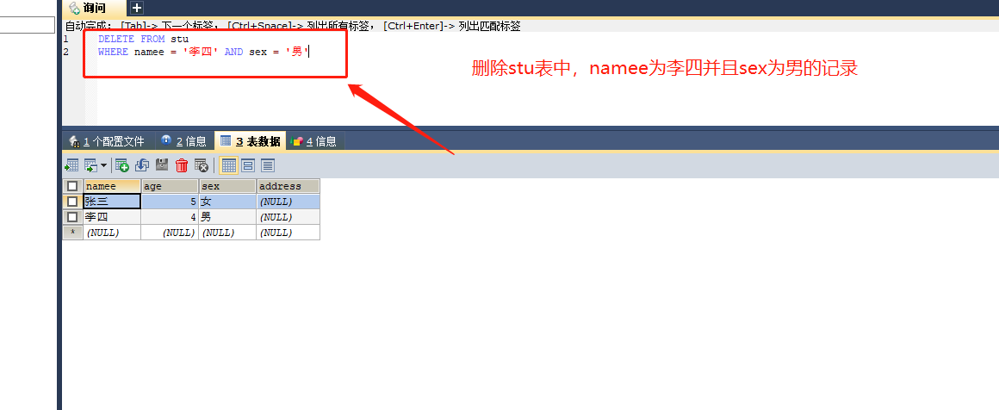 询问
自动完成： [Tab]-> 下一个标签， [Ctrl+Space]-> 列出所有标签， [Ctrl+Enter]-> 列出匹配标签
1 DELETE FROM stu
2 WHERE namee = '李四' AND sex = '男'
删除stu表中，namee为李四并且sex为男的记录
1 个配置文件 2 信息 3 表数据 4 信息
namee age sex address
张三 5 女 (NULL)
李四 4 男 (NULL)
* (NULL) (NULL) (NULL) (NULL)